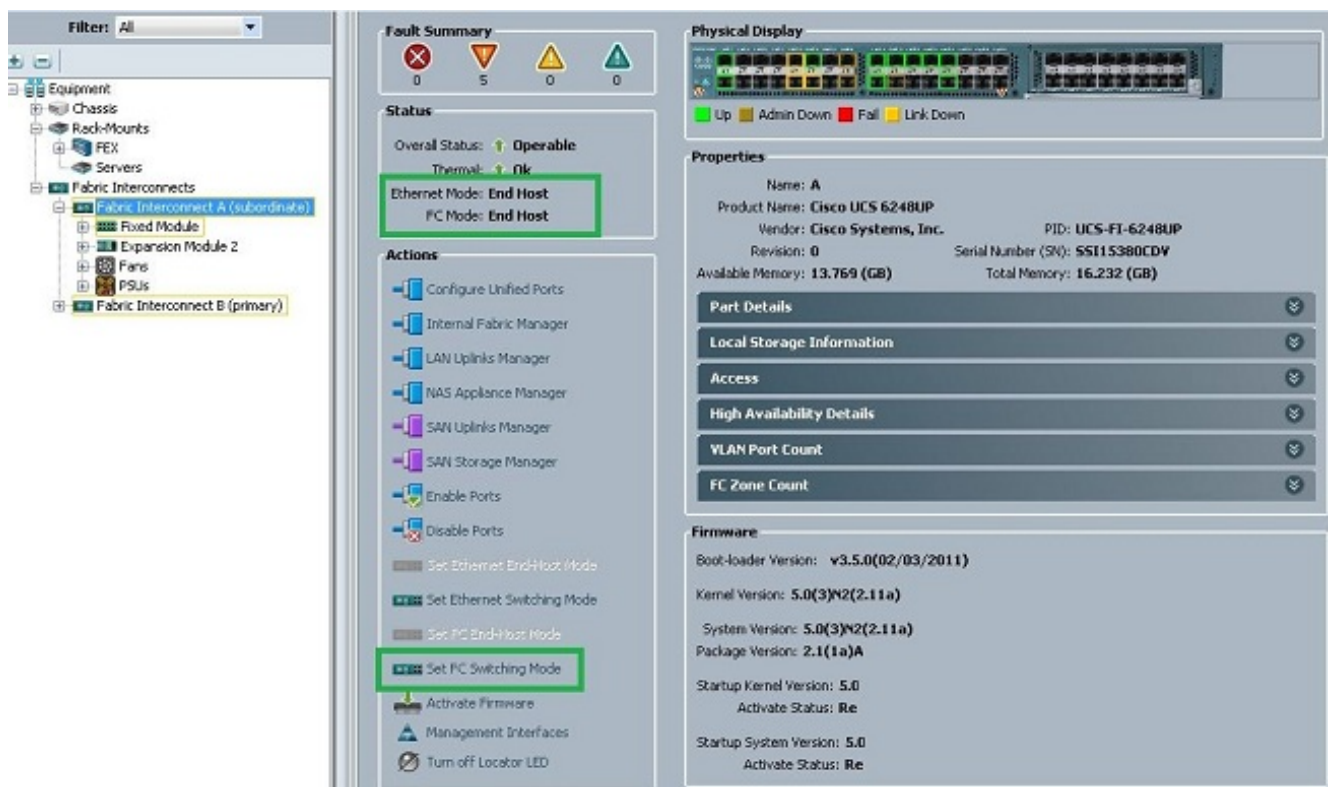 Filter: All
Equipment
Chassis
Rack-Mounts
FEX
Servers
Fabric Interconnects
Fabric Interconnect A (subordinate)
Fixed Module
Expansion Module 2
Fans
PSUs
Fabric Interconnect B (primary)
Fault Summary
0 5 0 0
Status
Overall Status: Operable
Thermal: Ok
Ethernet Mode: End Host
FC Mode: End Host
Actions
Configure Unified Ports
Internal Fabric Manager
LAN Uplinks Manager
NAS Appliance Manager
SAN Uplinks Manager
SAN Storage Manager
Enable Ports
Disable Ports
Set Ethernet End-Host Mode
Set Ethernet Switching Mode
Set FC End-Host Mode
Set FC Switching Mode
Activate Firmware
Management Interfaces
Turn off Locator LED
Physical Display
Up Admin Down Fail Link Down
Properties
Name: A
Product Name: Cisco UCS 6248UP
Vendor: Cisco Systems, Inc. PID: UCS-FI-6248UP
Revision: 0 Serial Number (SN): SSI15380CDV
Available Memory: 13.769 (GB) Total Memory: 16.232 (GB)
Part Details
Local Storage Information
Access
High Availability Details
VLAN Port Count
FC Zone Count
Firmware
Boot-loader Version: v3.5.0(02/03/2011)
Kernel Version: 5.0(3)N2(2.11a)
System Version: 5.0(3)N2(2.11a)
Package Version: 2.1(1a)A
Startup Kernel Version: 5.0
Activate Status: Re
Startup System Version: 5.0
Activate Status: Re